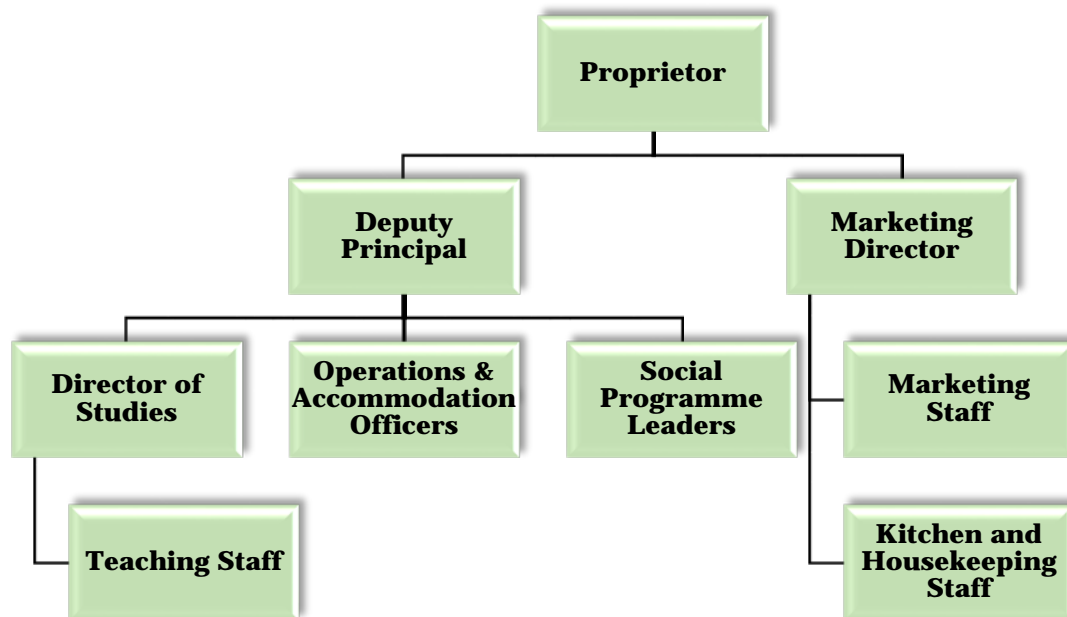 Proprietor
Deputy
Principal
Marketing
Director
Director of
Studies
Operations &
Accommodation
Officers
Social
Programme
Leaders
Marketing
Staff
Teaching Staff
Kitchen and
Housekeeping
Staff